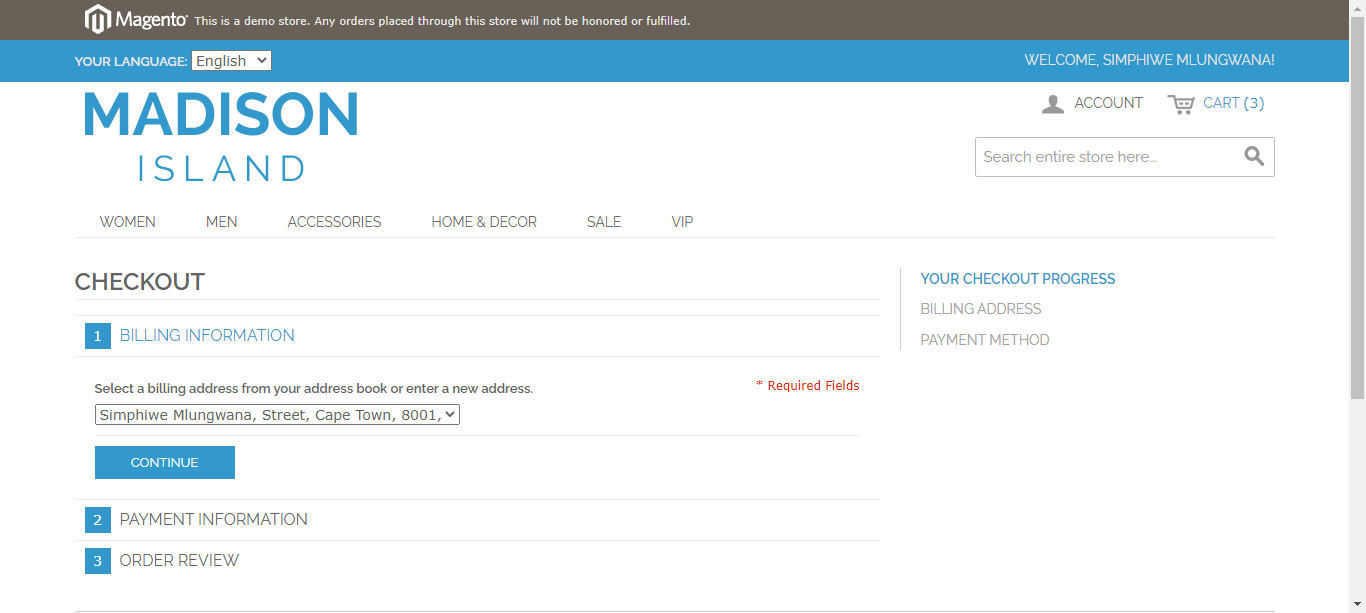 Magento This is a demo store. Any orders placed through this store will not be honored or fulfilled.
YOUR LANGUAGE: English WELCOME, SIMPHIWE MLUNGWANA!
MADISON
ISLAND
ACCOUNT CART (3)
Search entire store here...
WOMEN MEN ACCESSORIES HOME & DECOR SALE VIP
CHECKOUT
1 BILLING INFORMATION
Select a billing address from your address book or enter a new address.
* Required Fields
Simphiwe Mlungwana, Street, Cape Town, 8001,
CONTINUE
2 PAYMENT INFORMATION
3 ORDER REVIEW
YOUR CHECKOUT PROGRESS
BILLING ADDRESS
PAYMENT METHOD